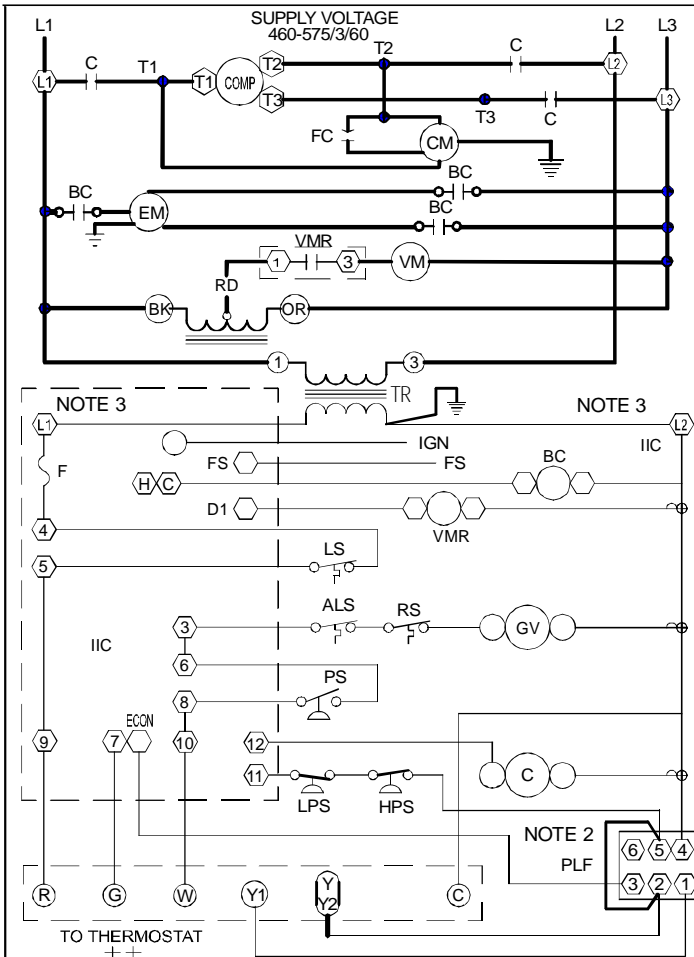 SUPPLY VOLTAGE
460-575/3/60
L1
L2
L3
L1
C
T1
T1
COMP
T2
T3
T2
C
L2
T3
C
L3
FC
CM
BC
EM
BC
BC
VMR
1
3
VM
RD
BK
OR
1
3
TR
NOTE 3
NOTE 3
L1
L2
IGN
IIC
F
FS
FS
BC
H
C
D1
VMR
4
5
LS
ALS
RS
3
GV
IIC
6
PS
8
ECON
9
7
10
12
11
LPS
HPS
C
NOTE 2
PLF
6
5
4
3
2
1
R
G
W
Y1
Y
Y2
C
TO THERMOSTAT
++